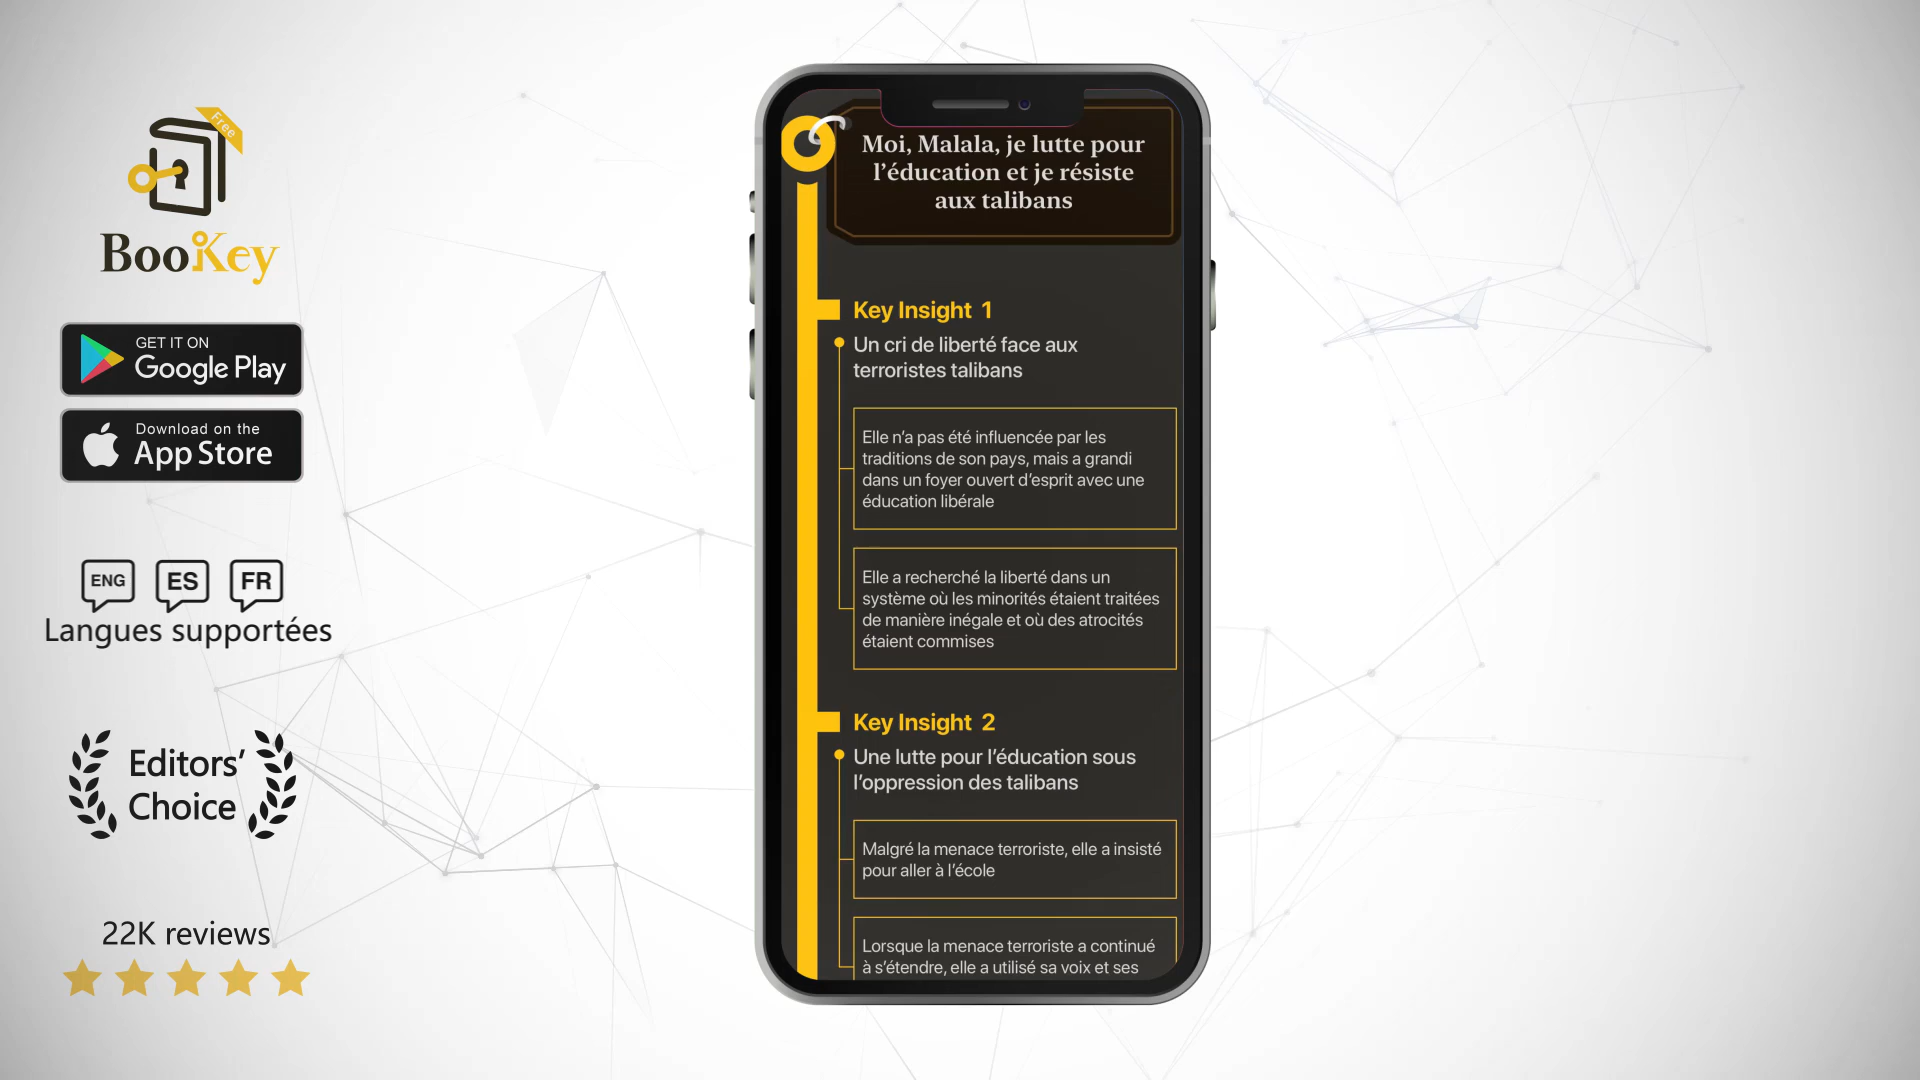 Free
BooKey
GET IT ON
Google Play
Download on the
App Store
ENG
ES
FR
Langues supportées
Editors'
Choice
22K reviews
Moi, Malala, je lutte pour
l'éducation et je résiste
aux talibans
Key Insight 1
Un cri de liberté face aux
terroristes talibans
Elle n'a pas été influencée par les
traditions de son pays, mais a grandi
dans un foyer ouvert d'esprit avec une
éducation libérale
Elle a recherché la liberté dans un
système où les minorités étaient traitées
de manière inégale et où des atrocités
étaient commises
Key Insight 2
Une lutte pour l'éducation sous
l'oppression des talibans
Malgré la menace terroriste, elle a insisté
pour aller à l'école
Lorsque la menace terroriste a continué
à s'étendre, elle a utilisé sa voix et ses